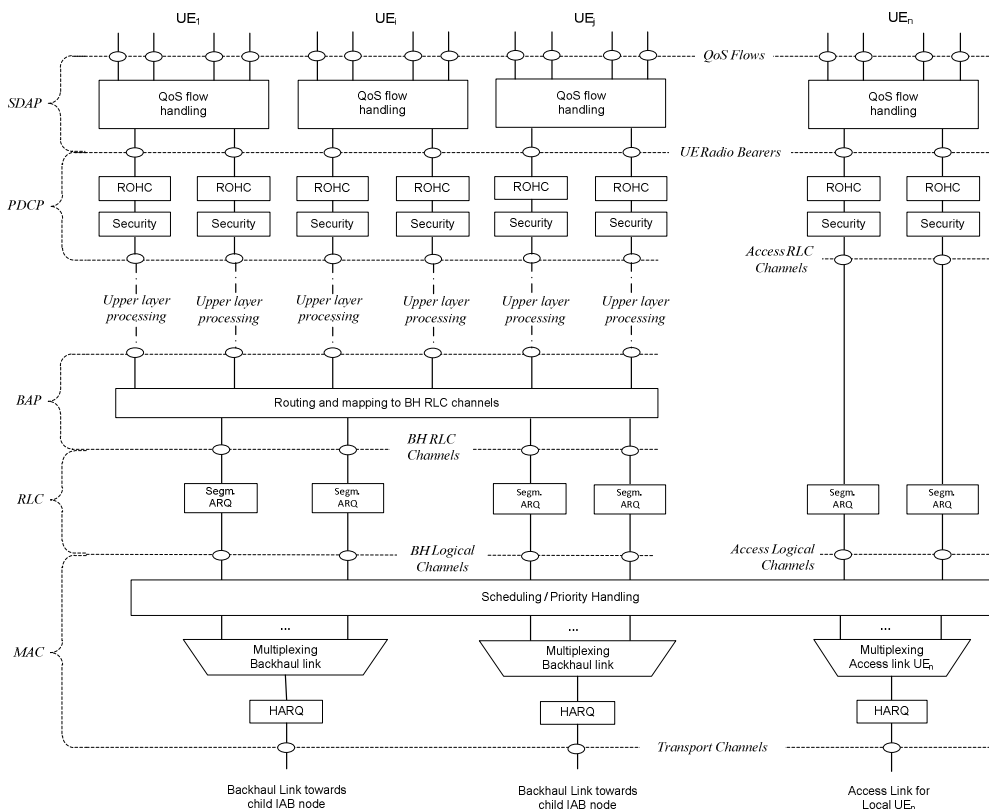 UE1 UEi UEj UEn
QoS Flows
SDAP
QoS flow
handling
QoS flow
handling
QoS flow
handling
QoS flow
handling
UE Radio Bearers
PDCP
ROHC ROHC ROHC ROHC ROHC ROHC ROHC ROHC
Security Security Security Security Security Security Security Security
Access RLC
Channels
Upper layer
processing
Upper layer
processing
Upper layer
processing
Upper layer
processing
Upper layer
processing
Upper layer
processing
BAP
Routing and mapping to BH RLC channels
BH RLC
Channels
RLC
Segm.
ARQ
Segm.
ARQ
Segm.
ARQ
Segm.
ARQ
Segm.
ARQ
Segm.
ARQ
BH Logical
Channels
Access Logical
Channels
MAC
Scheduling / Priority Handling
... ... ...
Multiplexing
Backhaul link
Multiplexing
Backhaul link
Multiplexing
Access link UEn
HARQ HARQ HARQ
Transport Channels
Backhaul Link towards
child IAB node
Backhaul Link towards
child IAB node
Access Link for
Local UEn